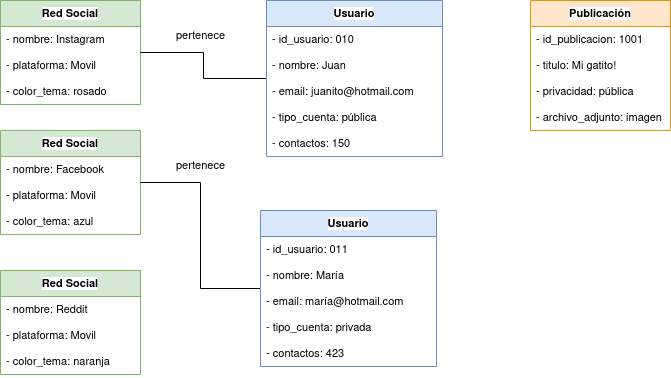 Red Social
- nombre: Instagram
- plataforma: Movil
- color_tema: rosado
pertenece
Usuario
- id_usuario: 010
- nombre: Juan
- email: juanito@hotmail.com
- tipo_cuenta: pública
- contactos: 150
Publicación
- id_publicacion: 1001
- titulo: Mi gatito!
- privacidad: pública
- archivo_adjunto: imagen
Red Social
- nombre: Facebook
- plataforma: Movil
- color_tema: azul
pertenece
Usuario
- id_usuario: 011
- nombre: María
- email: maría@hotmail.com
- tipo_cuenta: privada
- contactos: 423
Red Social
- nombre: Reddit
- plataforma: Movil
- color_tema: naranja